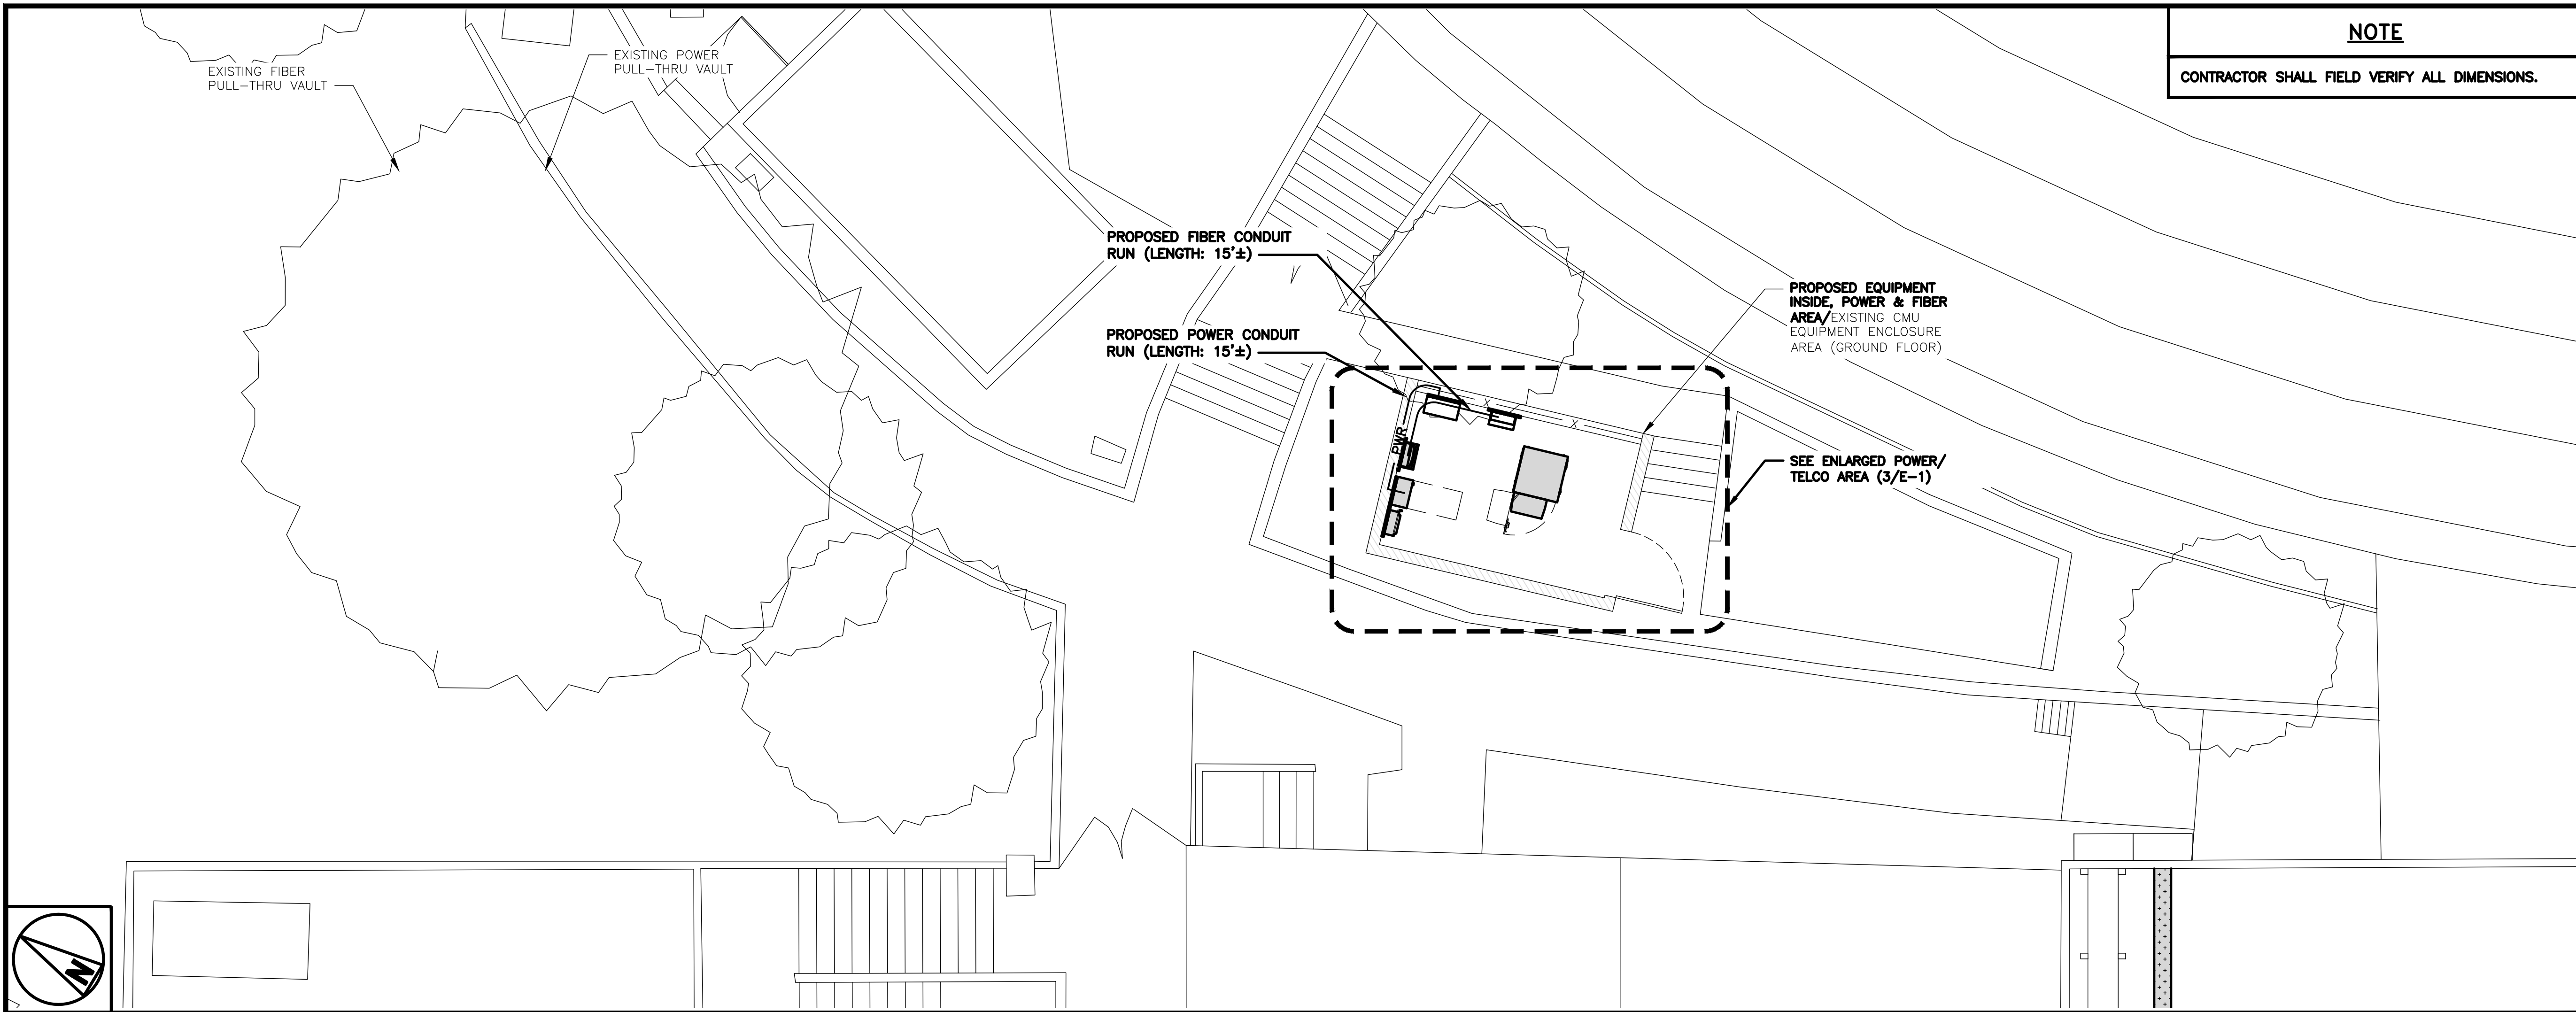 NOTE
CONTRACTOR SHALL FIELD VERIFY ALL DIMENSIONS.
EXISTING FIBER
PULL-THRU VAULT
EXISTING POWER
PULL-THRU VAULT
PROPOSED FIBER CONDUIT
RUN (LENGTH: 15'±)
PROPOSED POWER CONDUIT
RUN (LENGTH: 15'±)
PROPOSED EQUIPMENT
INSIDE, POWER & FIBER
AREA/EXISTING CMU
EQUIPMENT ENCLOSURE
AREA (GROUND FLOOR)
X
X
PWR
SEE ENLARGED POWER/
TELCO AREA (3/E-1)
N